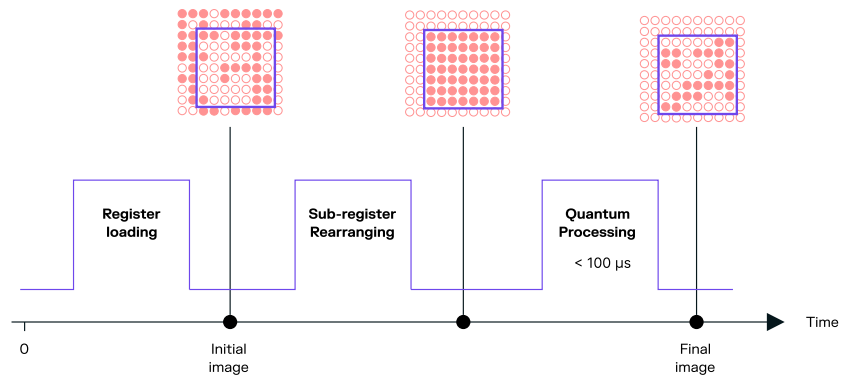 Register
loading
Sub-register
Rearranging
Quantum
Processing
< 100 µs
Time
0
Initial
image
Final
image